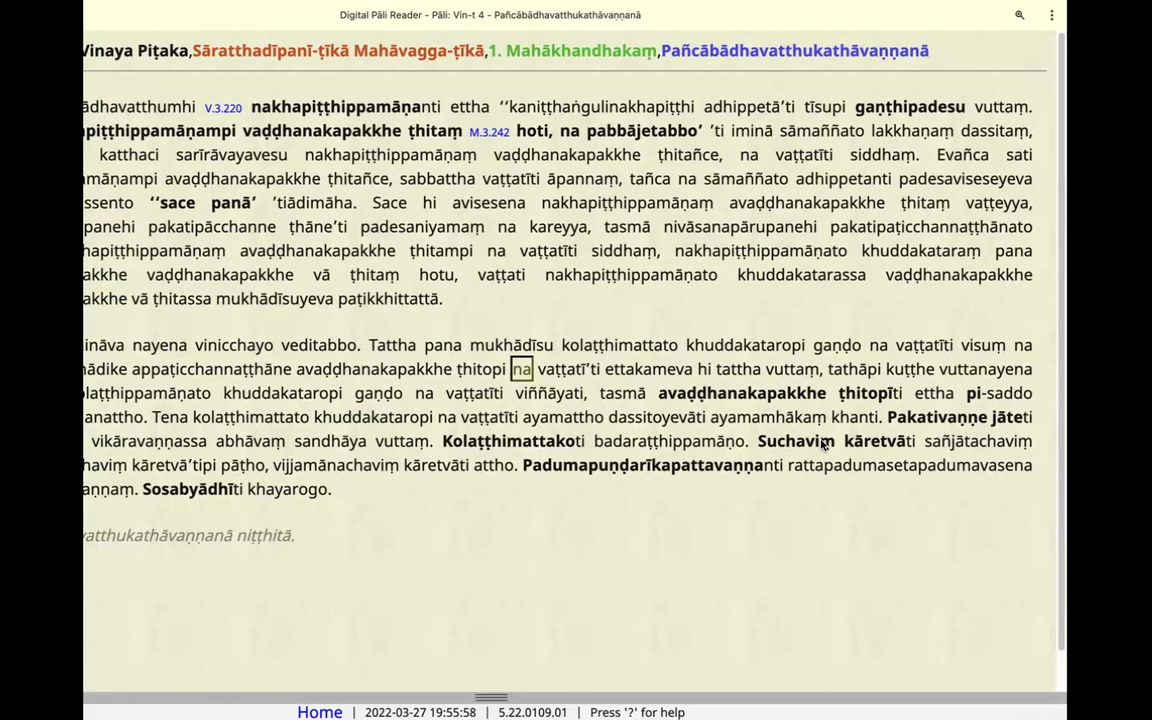 Digital Pāli Reader - Pāli: Vin-t 4 - Pañcābādhavatthukathāvaṇṇanā
Vinaya Piṭaka,Sāratthadīpanī-ṭīkā Mahāvagga-ṭīkā,1. Mahākhandhakaṃ,Pañcābādhavatthukathāvaṇṇanā
ādhavatthumhi V.3.220 nakhapiṭṭhippamāṇanti ettha ‘‘kaniṭṭhaṅgulinakhapiṭṭhi adhippetā’ti tīsupi gaṇṭhipadesu vuttaṃ.
apiṭṭhippamāṇampi vaḍḍhanakapakkhe ṭhitaṃ M.3.242 hoti, na pabbājetabbo’ ’ti iminā sāmaññato lakkhaṇaṃ dassitaṃ,
katthaci sarīrāvayavesu nakhapiṭṭhippamāṇaṃ vaḍḍhanakapakkhe ṭhitañce, na vaṭṭatīti siddhaṃ. Evañca sati
māṇampi avaḍḍhanakapakkhe ṭhitañce, sabbattha vaṭṭatīti āpannaṃ, tañca na sāmaññato adhippetanti padesaviseseyeva
ssento ‘‘sace panā’ ’tiādimāha. Sace hi avisesena nakhapiṭṭhippamāṇaṃ avaḍḍhanakapakkhe ṭhitaṃ vaṭṭeyya,
panehi pakatipācchanne ṭhāne’ti padesaniyamaṃ na kareyya, tasmā nivāsanapārupanehi pakatipaṭicchannaṭṭhānato
hapiṭṭhippamāṇaṃ avaḍḍhanakapakkhe ṭhitampi na vaṭṭatīti siddhaṃ, nakhapiṭṭhippamāṇato khuddakataraṃ pana
akkhe vaḍḍhanakapakkhe vā ṭhitaṃ hotu, vaṭṭati nakhapiṭṭhippamāṇato khuddakatarassa vaḍḍhanakapakkhe
akkhe vā ṭhitassa mukhādīsuyeva paṭikkhittattā.
ināva nayena vinicchayo veditabbo. Tattha pana mukhādīsu kolaṭṭhimattato khuddakataropi gaṇḍo na vaṭṭatīti visuṃ na
ādike appaṭicchannaṭṭhāne avaḍḍhanakapakkhe ṭhitopi na vaṭṭatī’ti ettakameva hi tattha vuttaṃ, tathāpi kuṭṭhe vuttanayena
laṭṭhippamāṇato khuddakataropi gaṇḍo na vaṭṭatīti viññāyati, tasmā avaḍḍhanakapakkhe ṭhitopīti ettha pi-saddo
anattho. Tena kolaṭṭhimattato khuddakataropi na vaṭṭatīti ayamattho dassitoyevāti ayamamhākaṃ khanti. Pakativaṇṇe jāteti
vikāravaṇṇassa abhāvaṃ sandhāya vuttaṃ. Kolaṭṭhimattakoti badaraṭṭhippamāṇo. Suchaviṃ kāretvāti sañjātachaviṃ
haviṃ kāretvā’tipi pāṭho, vijjamānachaviṃ kāretvāti attho. Padumapuṇḍarīkapattavaṇṇanti rattapadumasetapadumavasena
aṇṇaṃ. Sosabyādhīti khayarogo.
vatthukathāvaṇṇanā niṭṭhitā.
Home | 2022-03-27 19:55:58 | 5.22.0109.01 | Press '?' for help